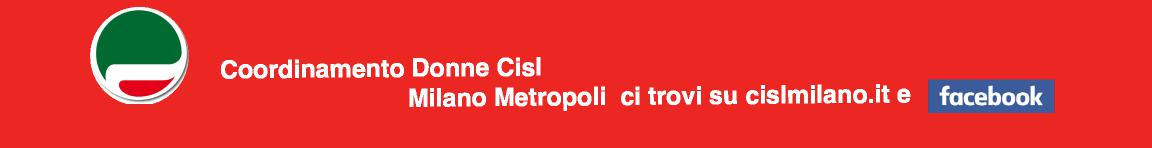 Coordinamento Donne Cisl
Milano Metropoli ci trovi su cislmilano.it e facebook